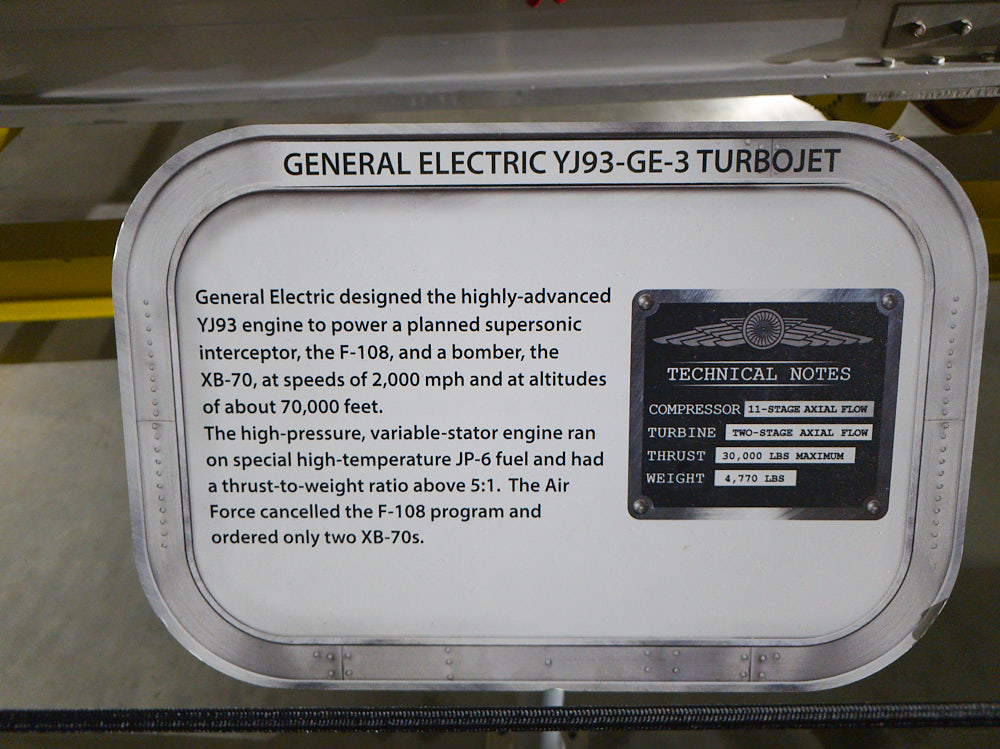 GENERAL ELECTRIC YJ93-GE-3 TURBOJET
General Electric designed the highly-advanced
YJ93 engine to power a planned supersonic
interceptor, the F-108, and a bomber, the
XB-70, at speeds of 2,000 mph and at altitudes
of about 70,000 feet.
The high-pressure, variable-stator engine ran
on special high-temperature JP-6 fuel and had
a thrust-to-weight ratio above 5:1. The Air
Force cancelled the F-108 program and
ordered only two XB-70s.
TECHNICAL NOTES
COMPRESSOR 11-STAGE AXIAL FLOW
TURBINE TWO-STAGE AXIAL FLOW
THRUST 30,000 LBS MAXIMUM
WEIGHT 4,770 LBS